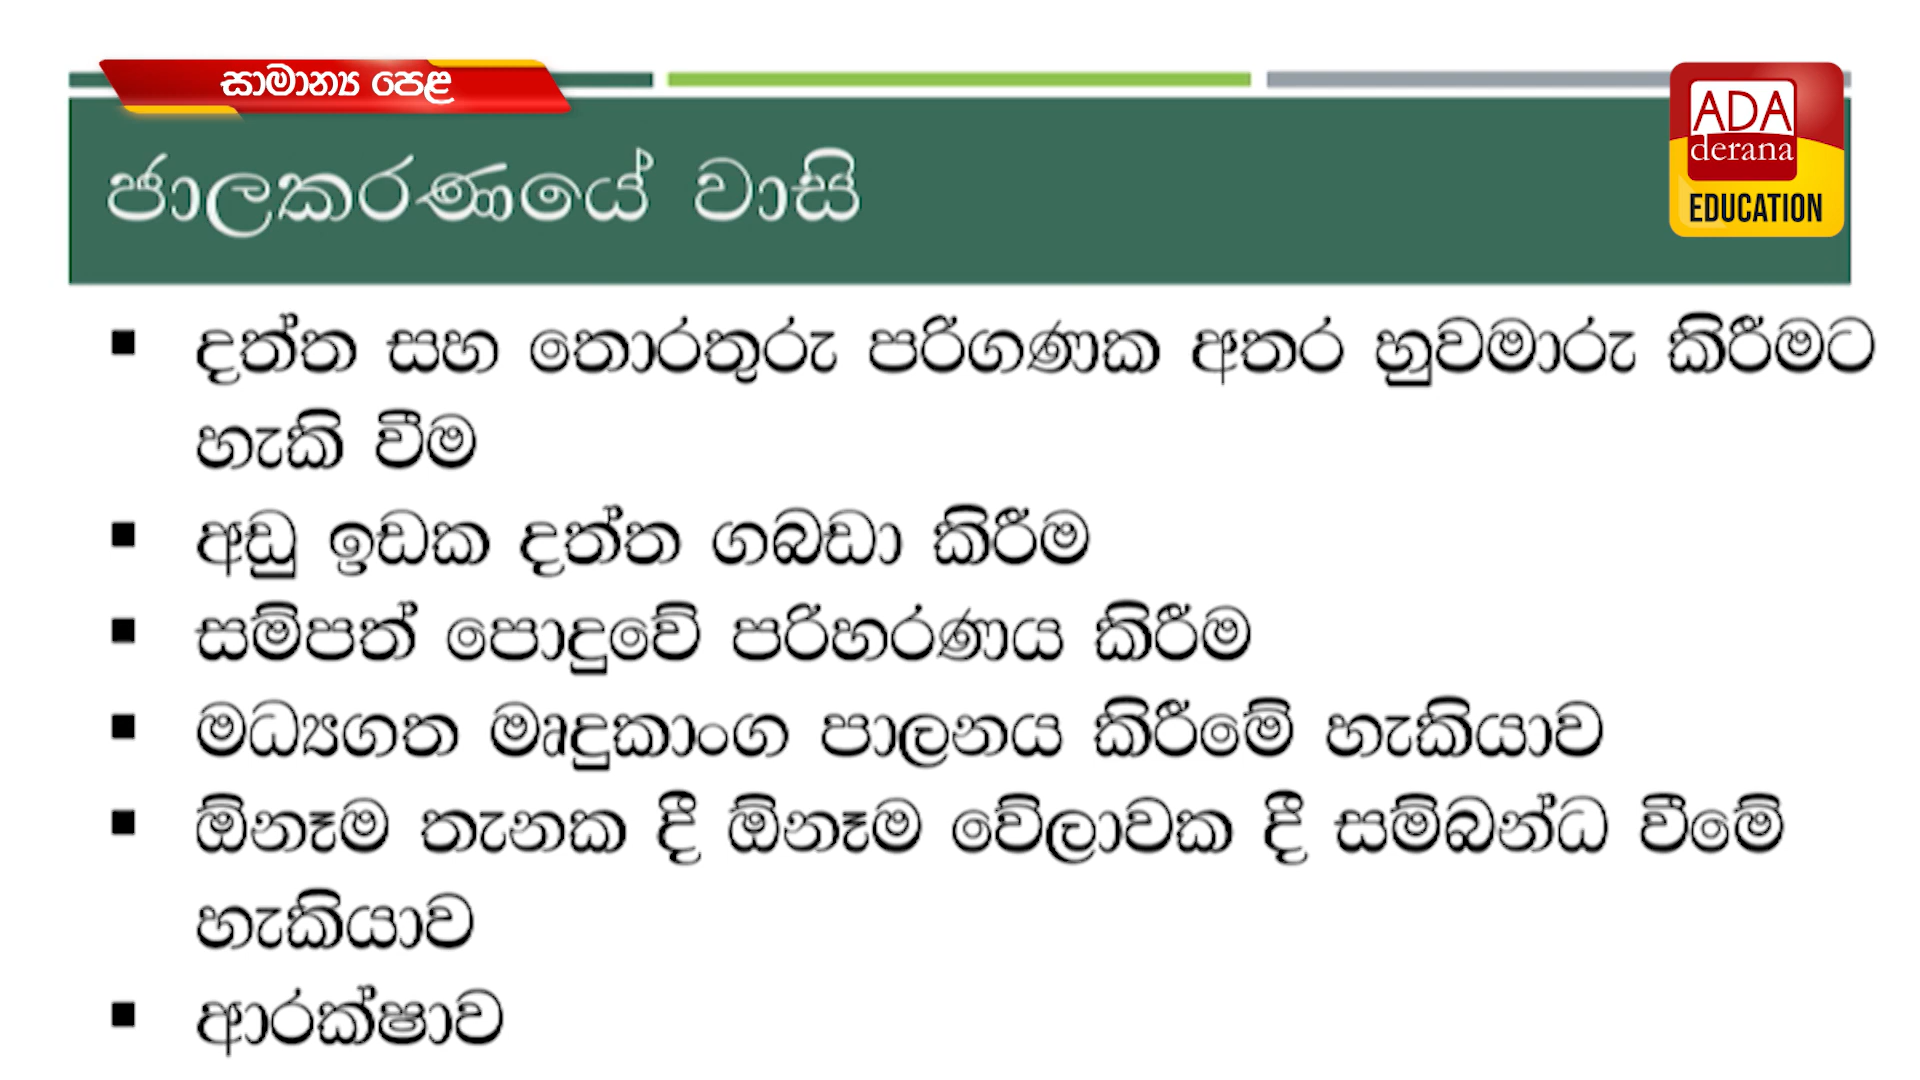 සාමාන්‍ය පෙළ
ADA
derana
EDUCATION
ජාලකරණයේ වාසි
▪ දත්ත සහ තොරතුරු පරිගණක අතර හුවමාරු කිරීමට
හැකි වීම
▪ අඩු ඉඩක දත්ත ගබඩා කිරීම
▪ සම්පත් පොදුවේ පරිහරණය කිරීම
▪ මධ්‍යගත මෘදුකාංග පාලනය කිරීමේ හැකියාව
▪ ඕනෑම තැනක දී ඕනෑම වේලාවක දී සම්බන්ධ වීමේ
හැකියාව
▪ ආරක්ෂාව